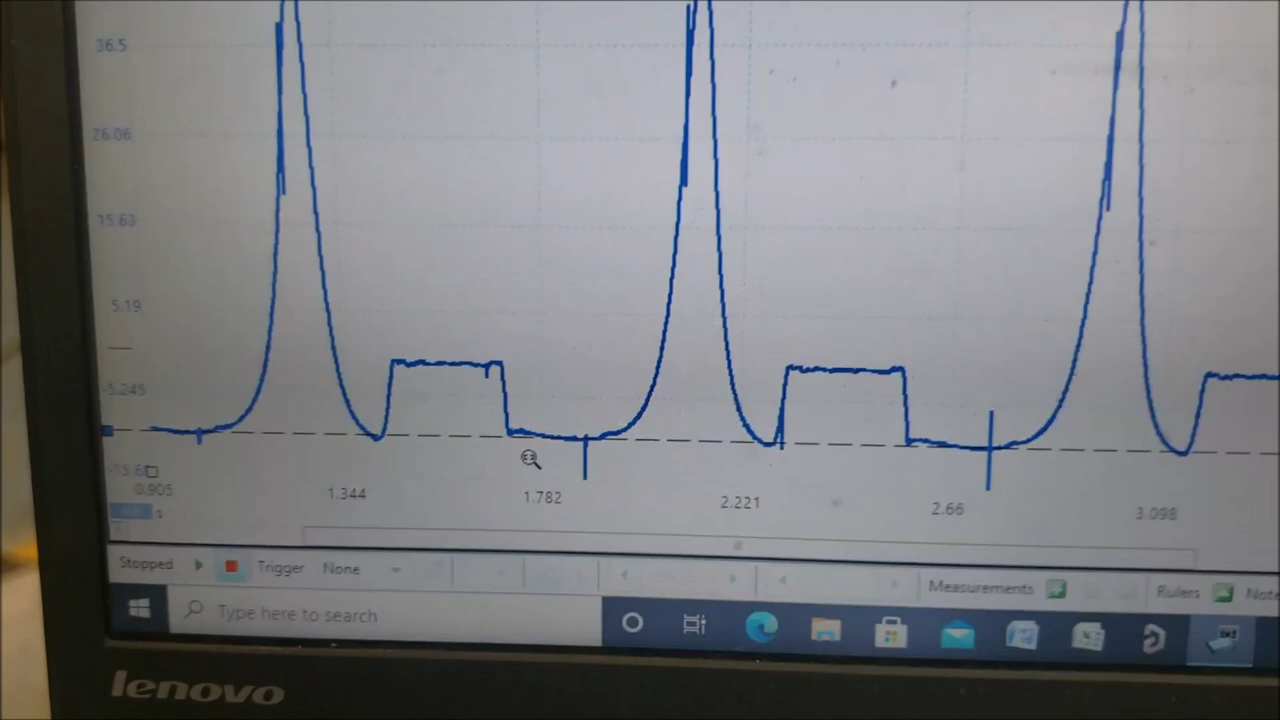 36.5
26.06
15.63
5.19
-5.245
0.905 1.344 1.782 2.221 2.66 3.098
s
Stopped Trigger None Measurements Rulers
Type here to search
lenovo